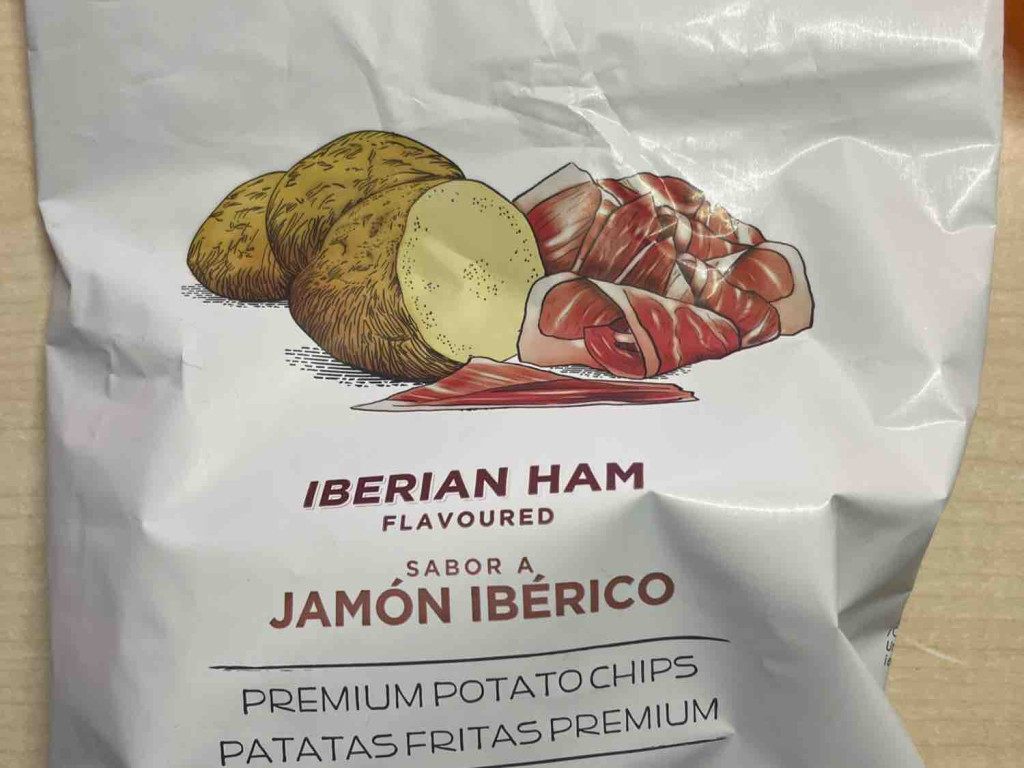 IBERIAN HAM
FLAVOURED
SABOR A
JAMÓN IBÉRICO
PREMIUM POTATO CHIPS
PATATAS FRITAS PREMIUM